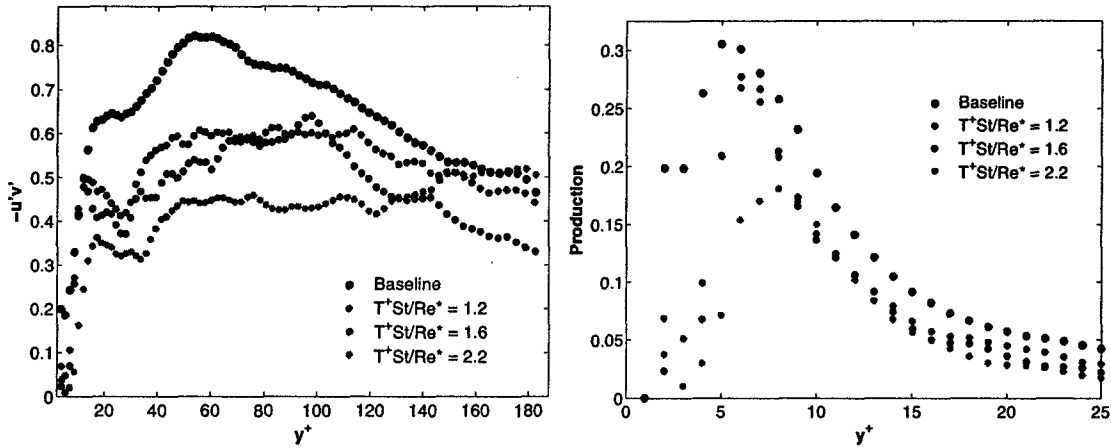 -u'v'
0.8
0.7
0.6
0.5
0.4
0.3
0.2
0.1
0
20 40 60 80 100 120 140 160 180
y+
Baseline
T+St/Re* = 1.2
T+St/Re* = 1.6
T+St/Re* = 2.2
Production
0.3
0.25
0.2
0.15
0.1
0.05
0
0 5 10 15 20 25
y+
Baseline
T+St/Re* = 1.2
T+St/Re* = 1.6
T+St/Re* = 2.2